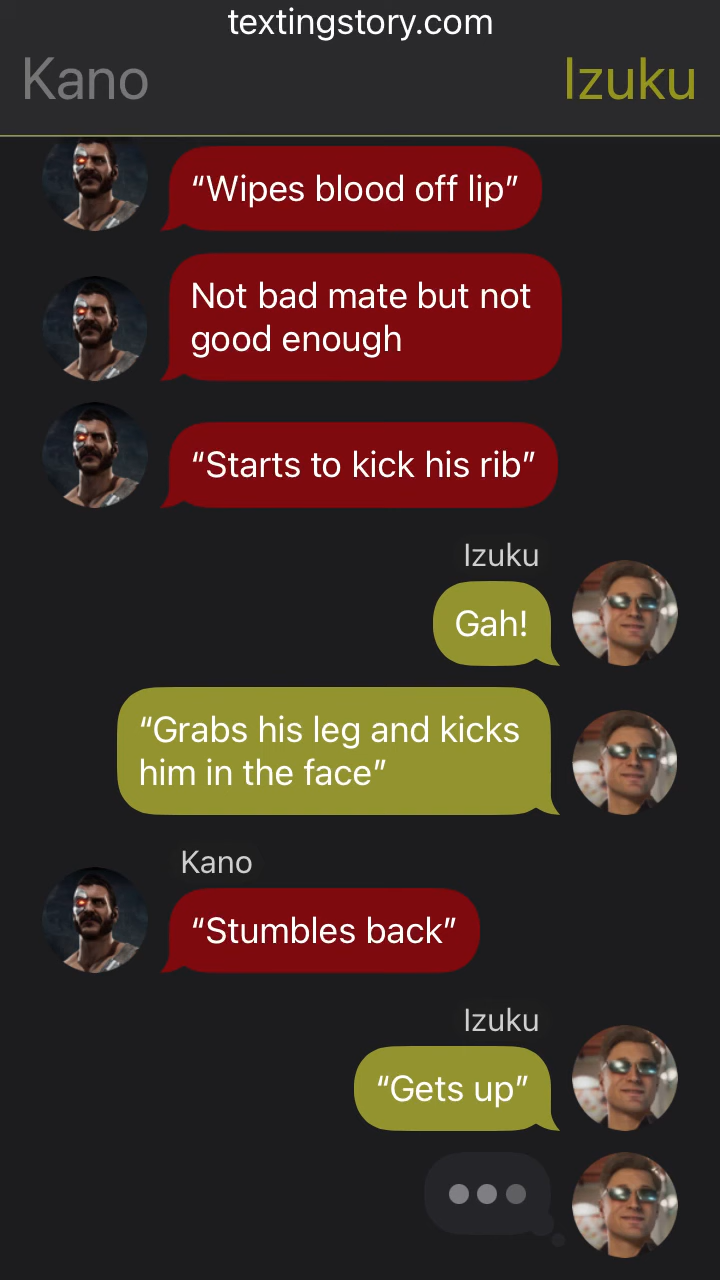 textingstory.com
Kano
Izuku
“Wipes blood off lip”
Not bad mate but not
good enough
“Starts to kick his rib”
Izuku
Gah!
“Grabs his leg and kicks
him in the face”
Kano
“Stumbles back”
Izuku
“Gets up”